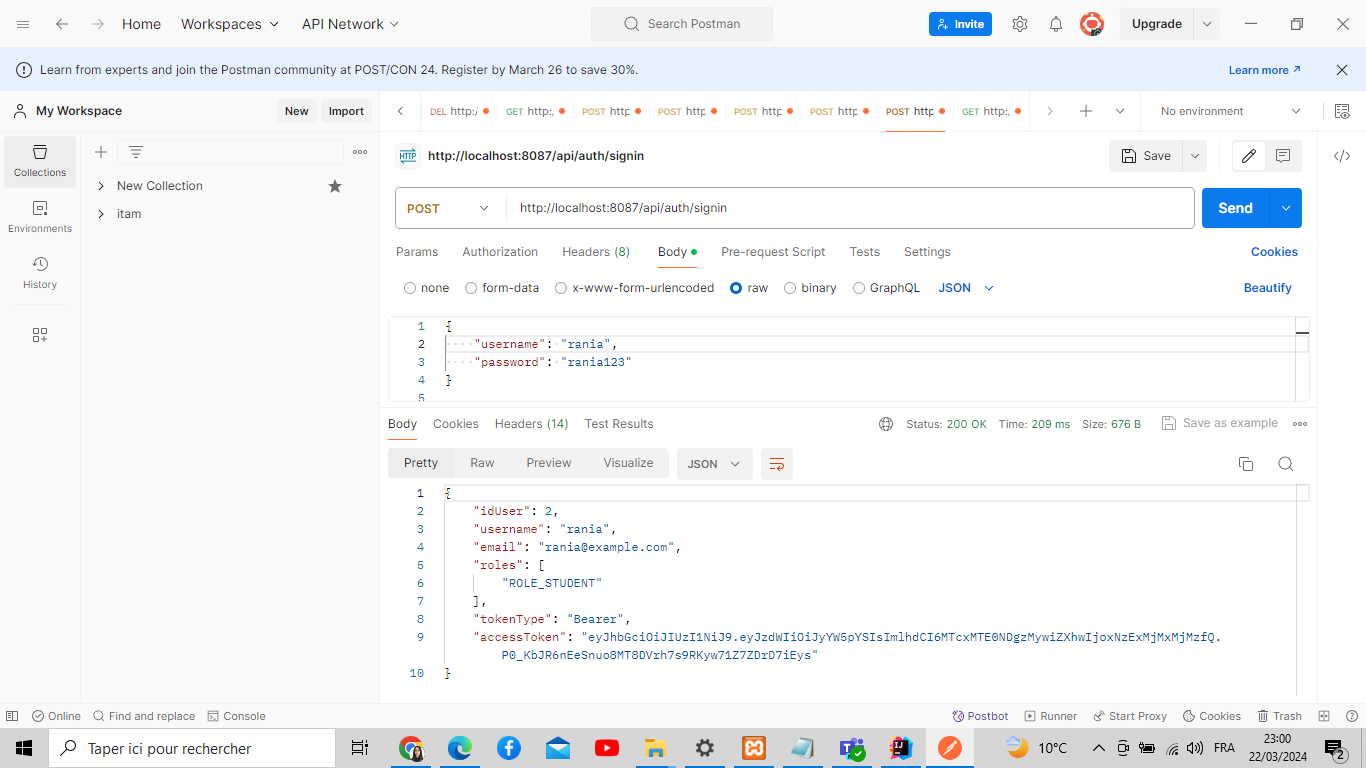 Home Workspaces API Network Search Postman Invite Upgrade
Learn from experts and join the Postman community at POST/CON 24. Register by March 26 to save 30%. Learn more
My Workspace New Import
DEL http:/ GET http:, POST http POST http POST http POST http POST http GET http:, No environment
Collections
Environments
History
New Collection
itam
HTTP http://localhost:8087/api/auth/signin Save
POST http://localhost:8087/api/auth/signin Send
Params Authorization Headers (8) Body Pre-request Script Tests Settings Cookies
none form-data x-www-form-urlencoded raw binary GraphQL JSON Beautify
1 {
2 "username": "rania",
3 "password": "rania123"
4 }
5
Body Cookies Headers (14) Test Results Status: 200 OK Time: 209 ms Size: 676 B Save as example
Pretty Raw Preview Visualize JSON
1 {
2 "idUser": 2,
3 "username": "rania",
4 "email": "rania@example.com",
5 "roles": [
6 "ROLE_STUDENT"
7 ],
8 "tokenType": "Bearer",
9 "accessToken": "eyJhbGciOiJIUzI1NiJ9.eyJzdWIiOiJyYW5pYSIsImlhdCI6MTcxMTE0NDgzMywiZXhwIjoxNzExMjMxMjMzfQ.
P0_KbJR6nEeSnuo8MT8DVrh7s9RKyw71Z7ZDrD7iEys"
10 }
Online Find and replace Console Postbot Runner Start Proxy Cookies Trash
Taper ici pour rechercher 10°C FRA 23:00
22/03/2024 2